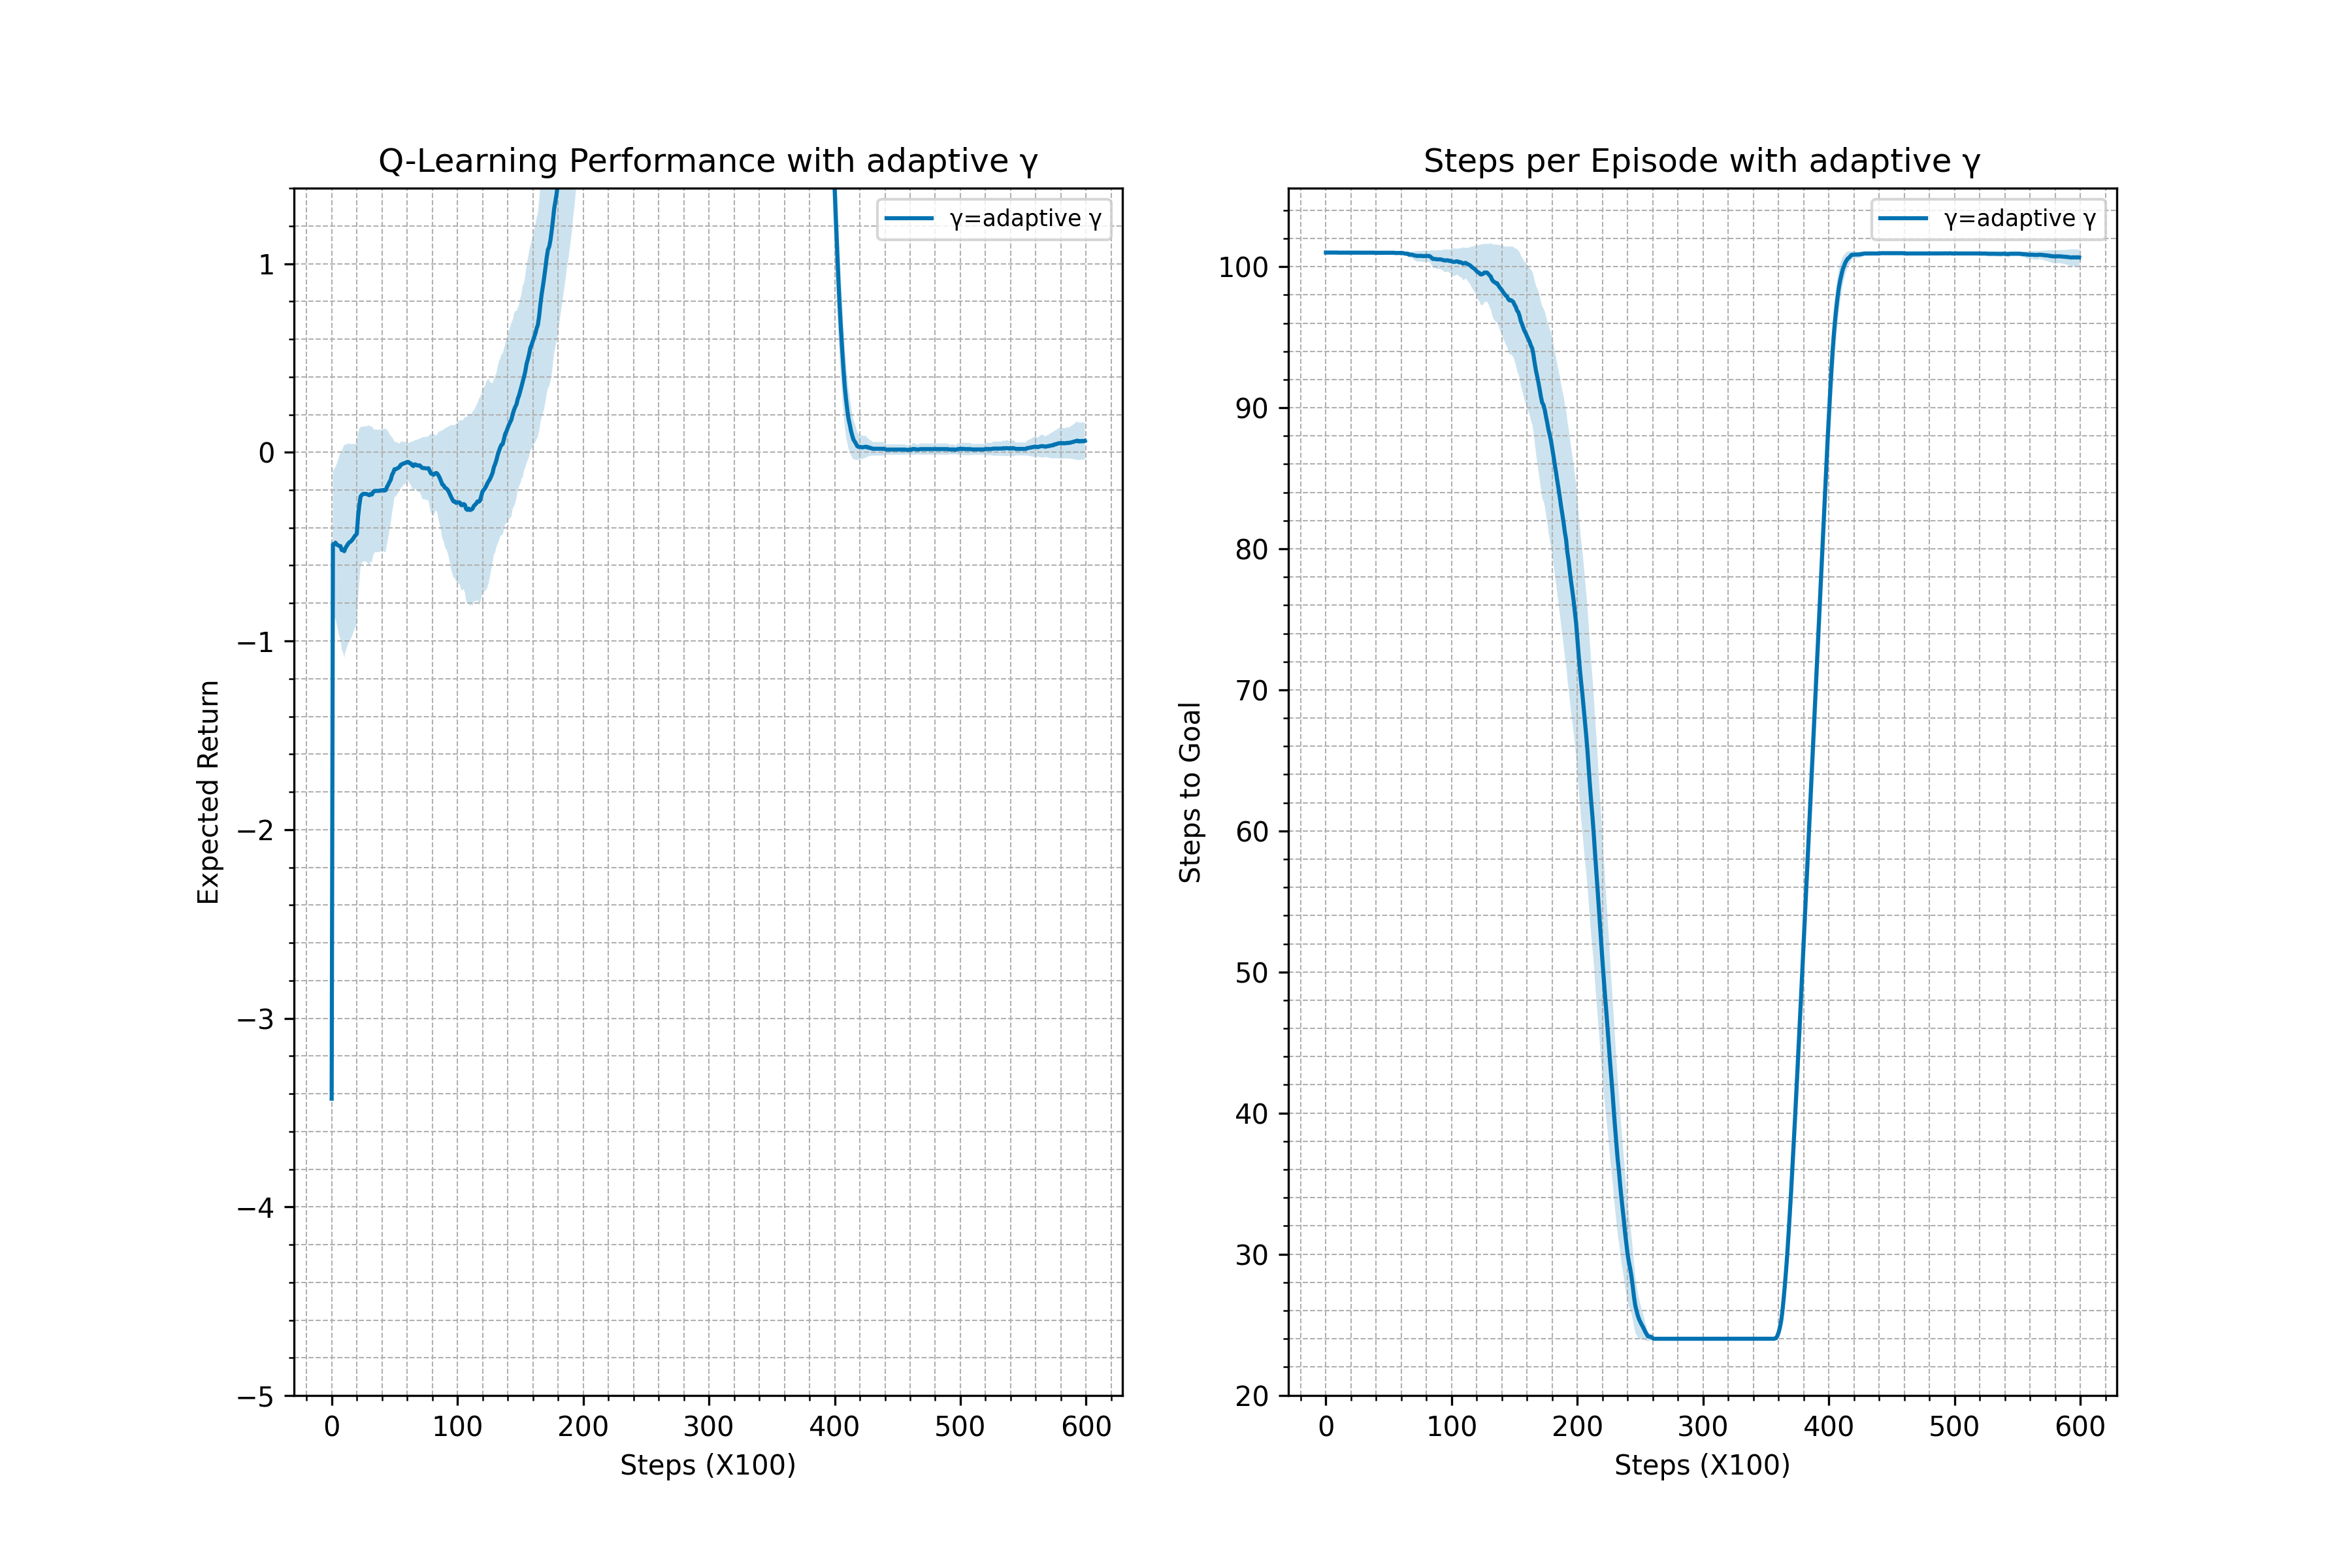 Q-Learning Performance with adaptive γ
γ=adaptive γ
1
0
−1
−2
−3
−4
−5
Expected Return
0 100 200 300 400 500 600
Steps (X100)
Steps per Episode with adaptive γ
γ=adaptive γ
100
90
80
70
60
50
40
30
20
Steps to Goal
0 100 200 300 400 500 600
Steps (X100)